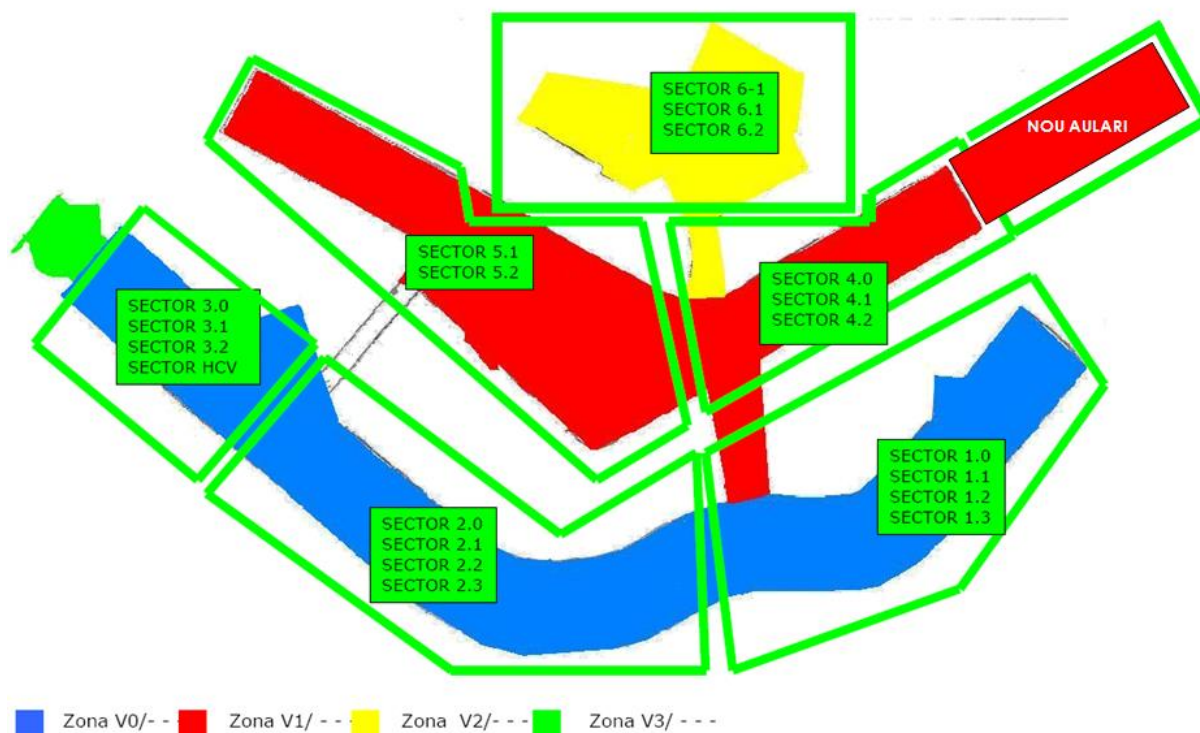 SECTOR 6-1
SECTOR 6.1
SECTOR 6.2
NOU AULARI
SECTOR 5.1
SECTOR 5.2
SECTOR 4.0
SECTOR 4.1
SECTOR 4.2
SECTOR 3.0
SECTOR 3.1
SECTOR 3.2
SECTOR HCV
SECTOR 1.0
SECTOR 1.1
SECTOR 1.2
SECTOR 1.3
SECTOR 2.0
SECTOR 2.1
SECTOR 2.2
SECTOR 2.3
Zona V0/- - - Zona V1/ - - - Zona V2/- - - Zona V3/ - - -